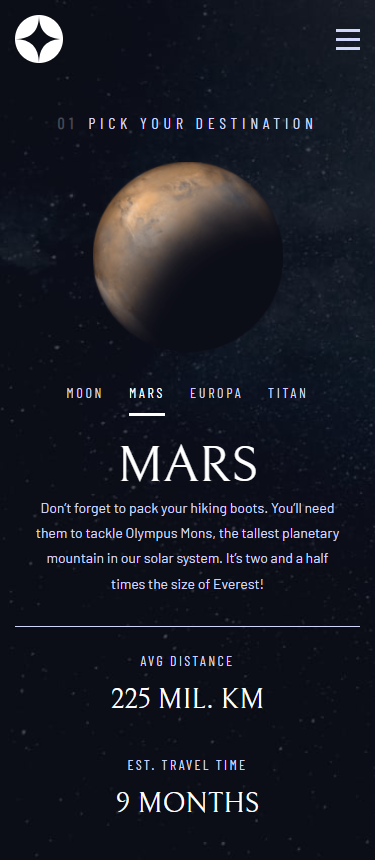 01 PICK YOUR DESTINATION
MOON MARS EUROPA TITAN
MARS
Don't forget to pack your hiking boots. You'll need
them to tackle Olympus Mons, the tallest planetary
mountain in our solar system. It's two and a half
times the size of Everest!
AVG DISTANCE
225 MIL. KM
EST. TRAVEL TIME
9 MONTHS